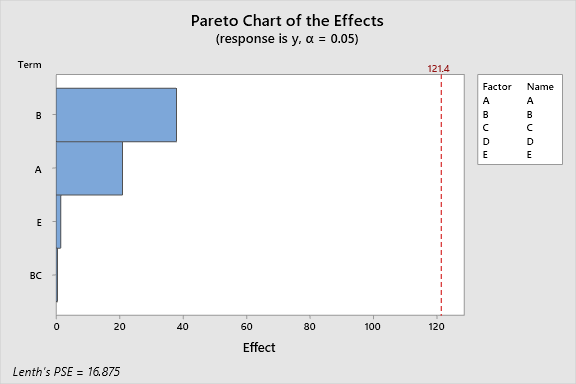 Pareto Chart of the Effects
(response is y, α = 0.05)
Term
121.4
Factor Name
A A
B B
C C
D D
E E
B
A
E
BC
0 20 40 60 80 100 120
Effect
Lenth's PSE = 16.875